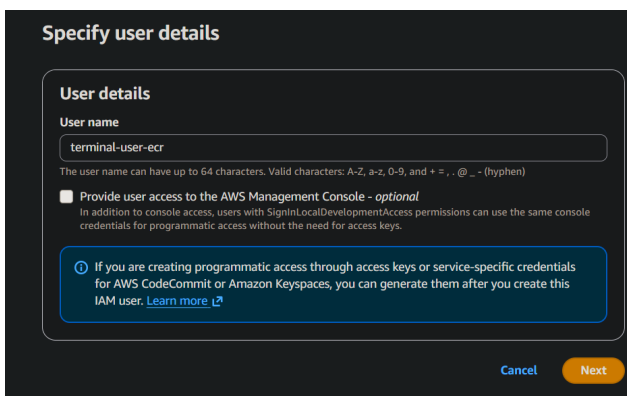 Specify user details
User details
User name
terminal-user-ecr
The user name can have up to 64 characters. Valid characters: A-Z, a-z, 0-9, and + = , . @ _ - (hyphen)
Provide user access to the AWS Management Console - optional
In addition to console access, users with SignInLocalDevelopmentAccess permissions can use the same console
credentials for programmatic access without the need for access keys.
If you are creating programmatic access through access keys or service-specific credentials
for AWS CodeCommit or Amazon Keyspaces, you can generate them after you create this
IAM user. Learn more
Cancel
Next